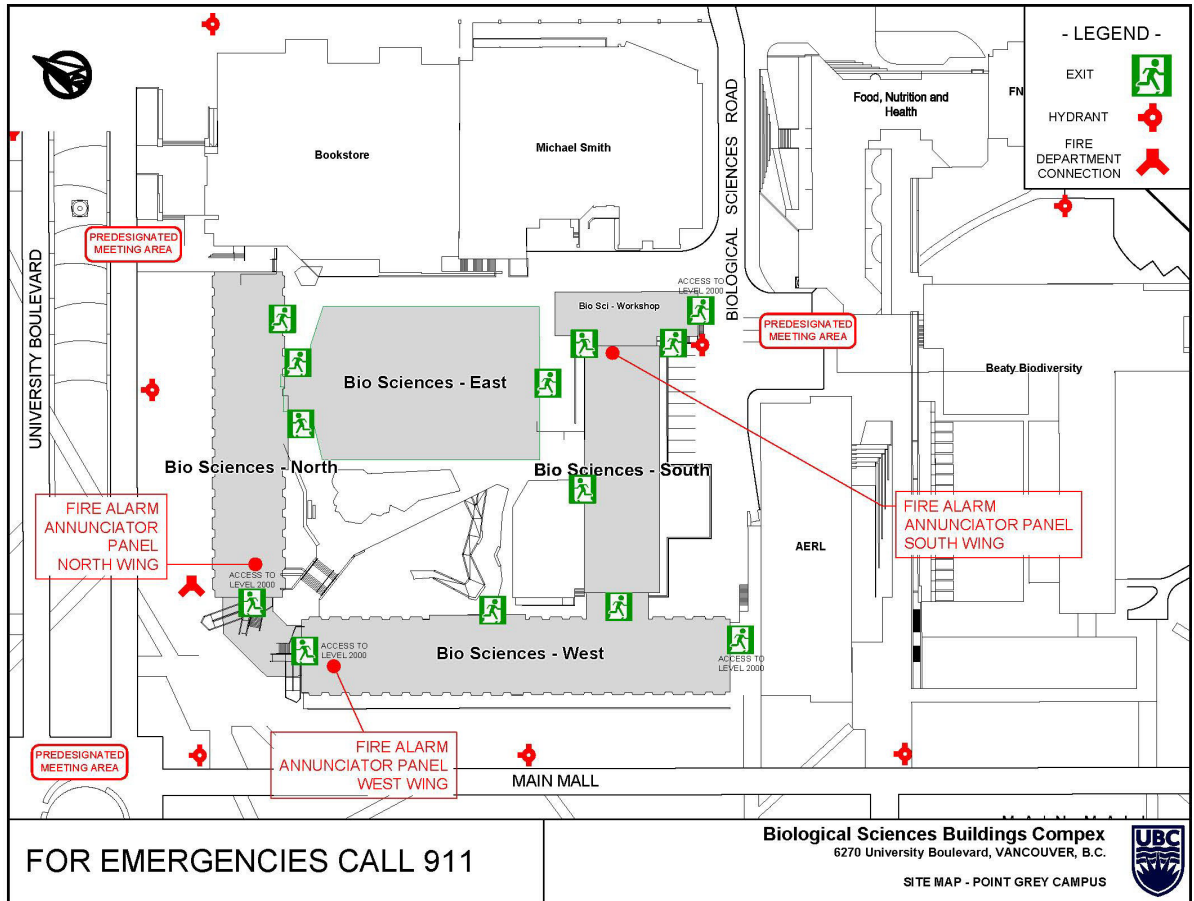 - LEGEND -
EXIT
HYDRANT
FIRE
DEPARTMENT
CONNECTION
Food, Nutrition and
Health
FN
Bookstore
Michael Smith
BIOLOGICAL SCIENCES ROAD
UNIVERSITY BOULEVARD
PREDESIGNATED
MEETING AREA
ACCESS TO
LEVEL 2000
Bio Sci - Workshop
PREDESIGNATED
MEETING AREA
Bio Sciences - East
Beaty Biodiversity
Bio Sciences - North
Bio Sciences - South
FIRE ALARM
ANNUNCIATOR
PANEL
NORTH WING
FIRE ALARM
ANNUNCIATOR PANEL
SOUTH WING
AERL
ACCESS TO
LEVEL 2000
ACCESS TO
LEVEL 2000
Bio Sciences - West
ACCESS TO
LEVEL 2000
PREDESIGNATED
MEETING AREA
FIRE ALARM
ANNUNCIATOR PANEL
WEST WING
MAIN MALL
FOR EMERGENCIES CALL 911
Biological Sciences Buildings Compex
6270 University Boulevard, VANCOUVER, B.C.
SITE MAP - POINT GREY CAMPUS
UBC